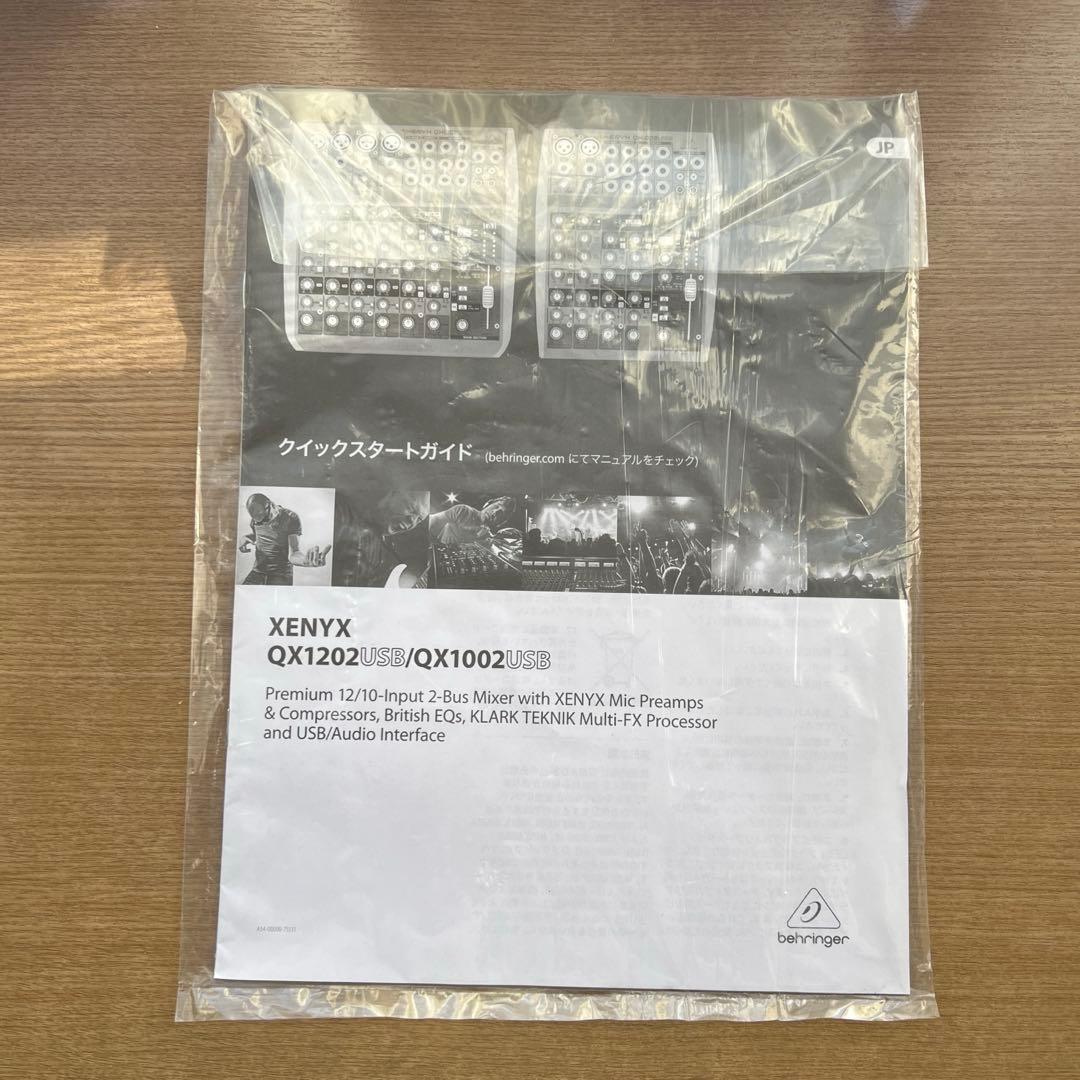 JP
クイックスタートガイド (behringer.com にてマニュアルをチェック)
XENYX
QX1202USB/QX1002USB
Premium 12/10-Input 2-Bus Mixer with XENYX Mic Preamps
& Compressors, British EQs, KLARK TEKNIK Multi-FX Processor
and USB/Audio Interface
behringer